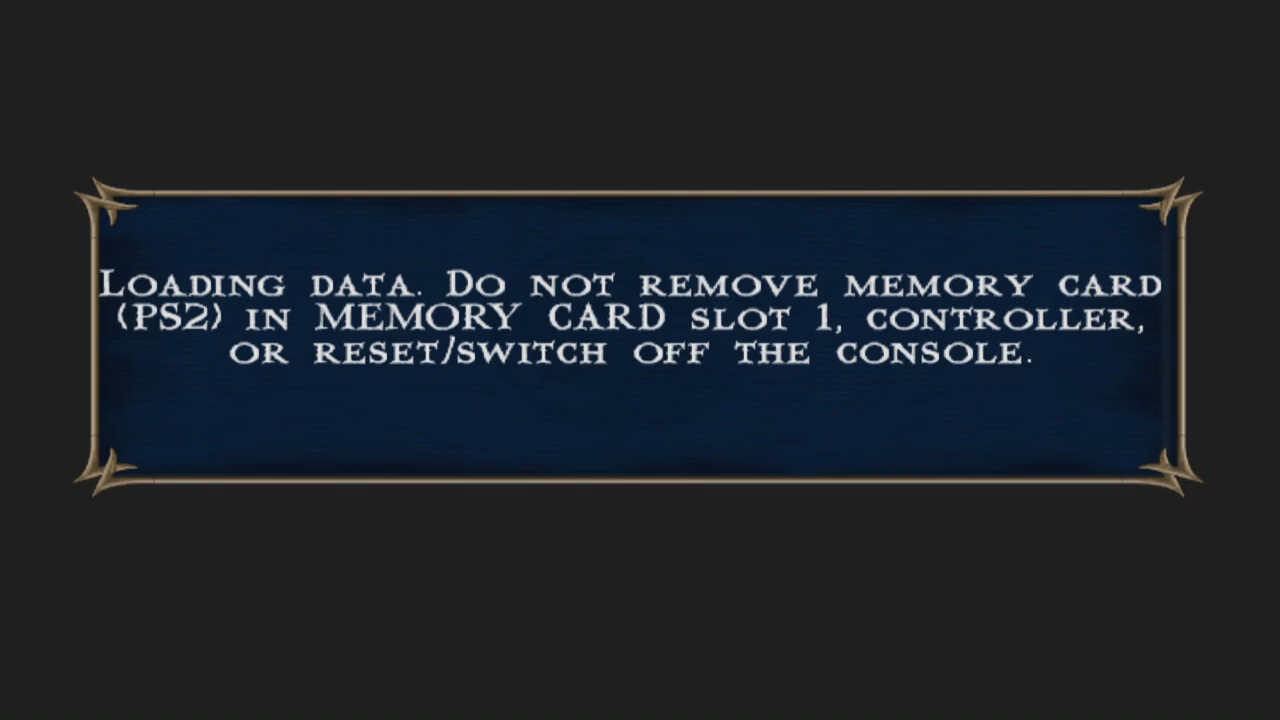 Loading data. Do not remove memory card
(PS2) in MEMORY CARD slot 1, controller,
or reset/switch off the console.